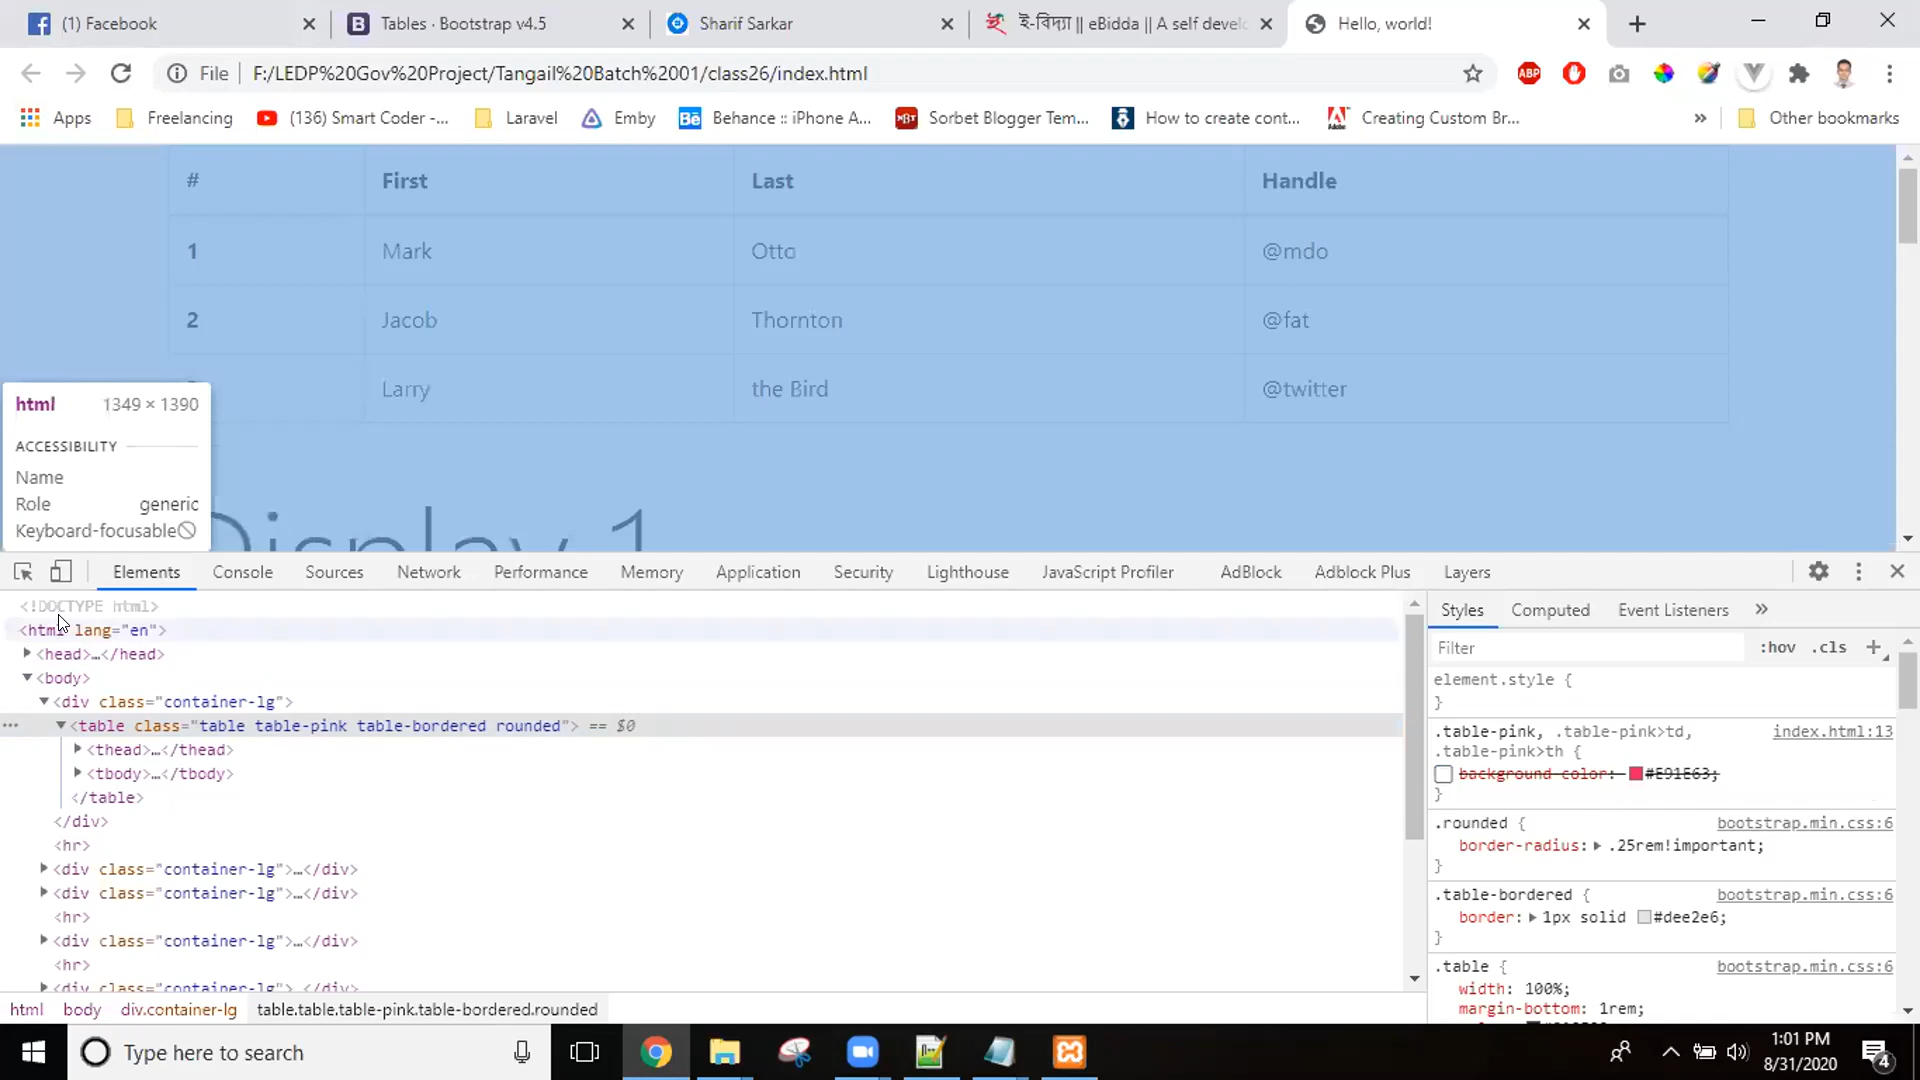 (1) Facebook
Tables · Bootstrap v4.5
Sharif Sarkar
ই-বিদ্যা || eBidda || A self develo
Hello, world!
File
F:/LEDP%20Gov%20Project/Tangail%20Batch%2001/class26/index.html
ABP
Apps
Freelancing
(136) Smart Coder -...
Laravel
Emby
Behance :: iPhone A...
Sorbet Blogger Tem...
How to create cont...
Creating Custom Br...
»
Other bookmarks
# First Last Handle
1 Mark Otto @mdo
2 Jacob Thornton @fat
Larry the Bird @twitter
Display 1
html 1349 × 1390
ACCESSIBILITY
Name
Role generic
Keyboard-focusable
Elements Console Sources Network Performance Memory Application Security Lighthouse JavaScript Profiler AdBlock Adblock Plus Layers
<!DOCTYPE html>
<html lang="en">
<head>…</head>
<body>
<div class="container-lg">
<table class="table table-pink table-bordered rounded"> == $0
<thead>…</thead>
<tbody>…</tbody>
</table>
</div>
<hr>
<div class="container-lg">…</div>
<div class="container-lg">…</div>
<hr>
<div class="container-lg">…</div>
<hr>
<div class="container-lg">…</div>
html body div.container-lg table.table.table-pink.table-bordered.rounded
Styles Computed Event Listeners »
Filter :hov .cls +
element.style {
}
.table-pink, .table-pink>td, index.html:13
.table-pink>th {
background-color: #E91E63;
}
.rounded { bootstrap.min.css:6
border-radius: .25rem!important;
}
.table-bordered { bootstrap.min.css:6
border: 1px solid #dee2e6;
}
.table { bootstrap.min.css:6
width: 100%;
margin-bottom: 1rem;
Type here to search
1:01 PM
8/31/2020
4